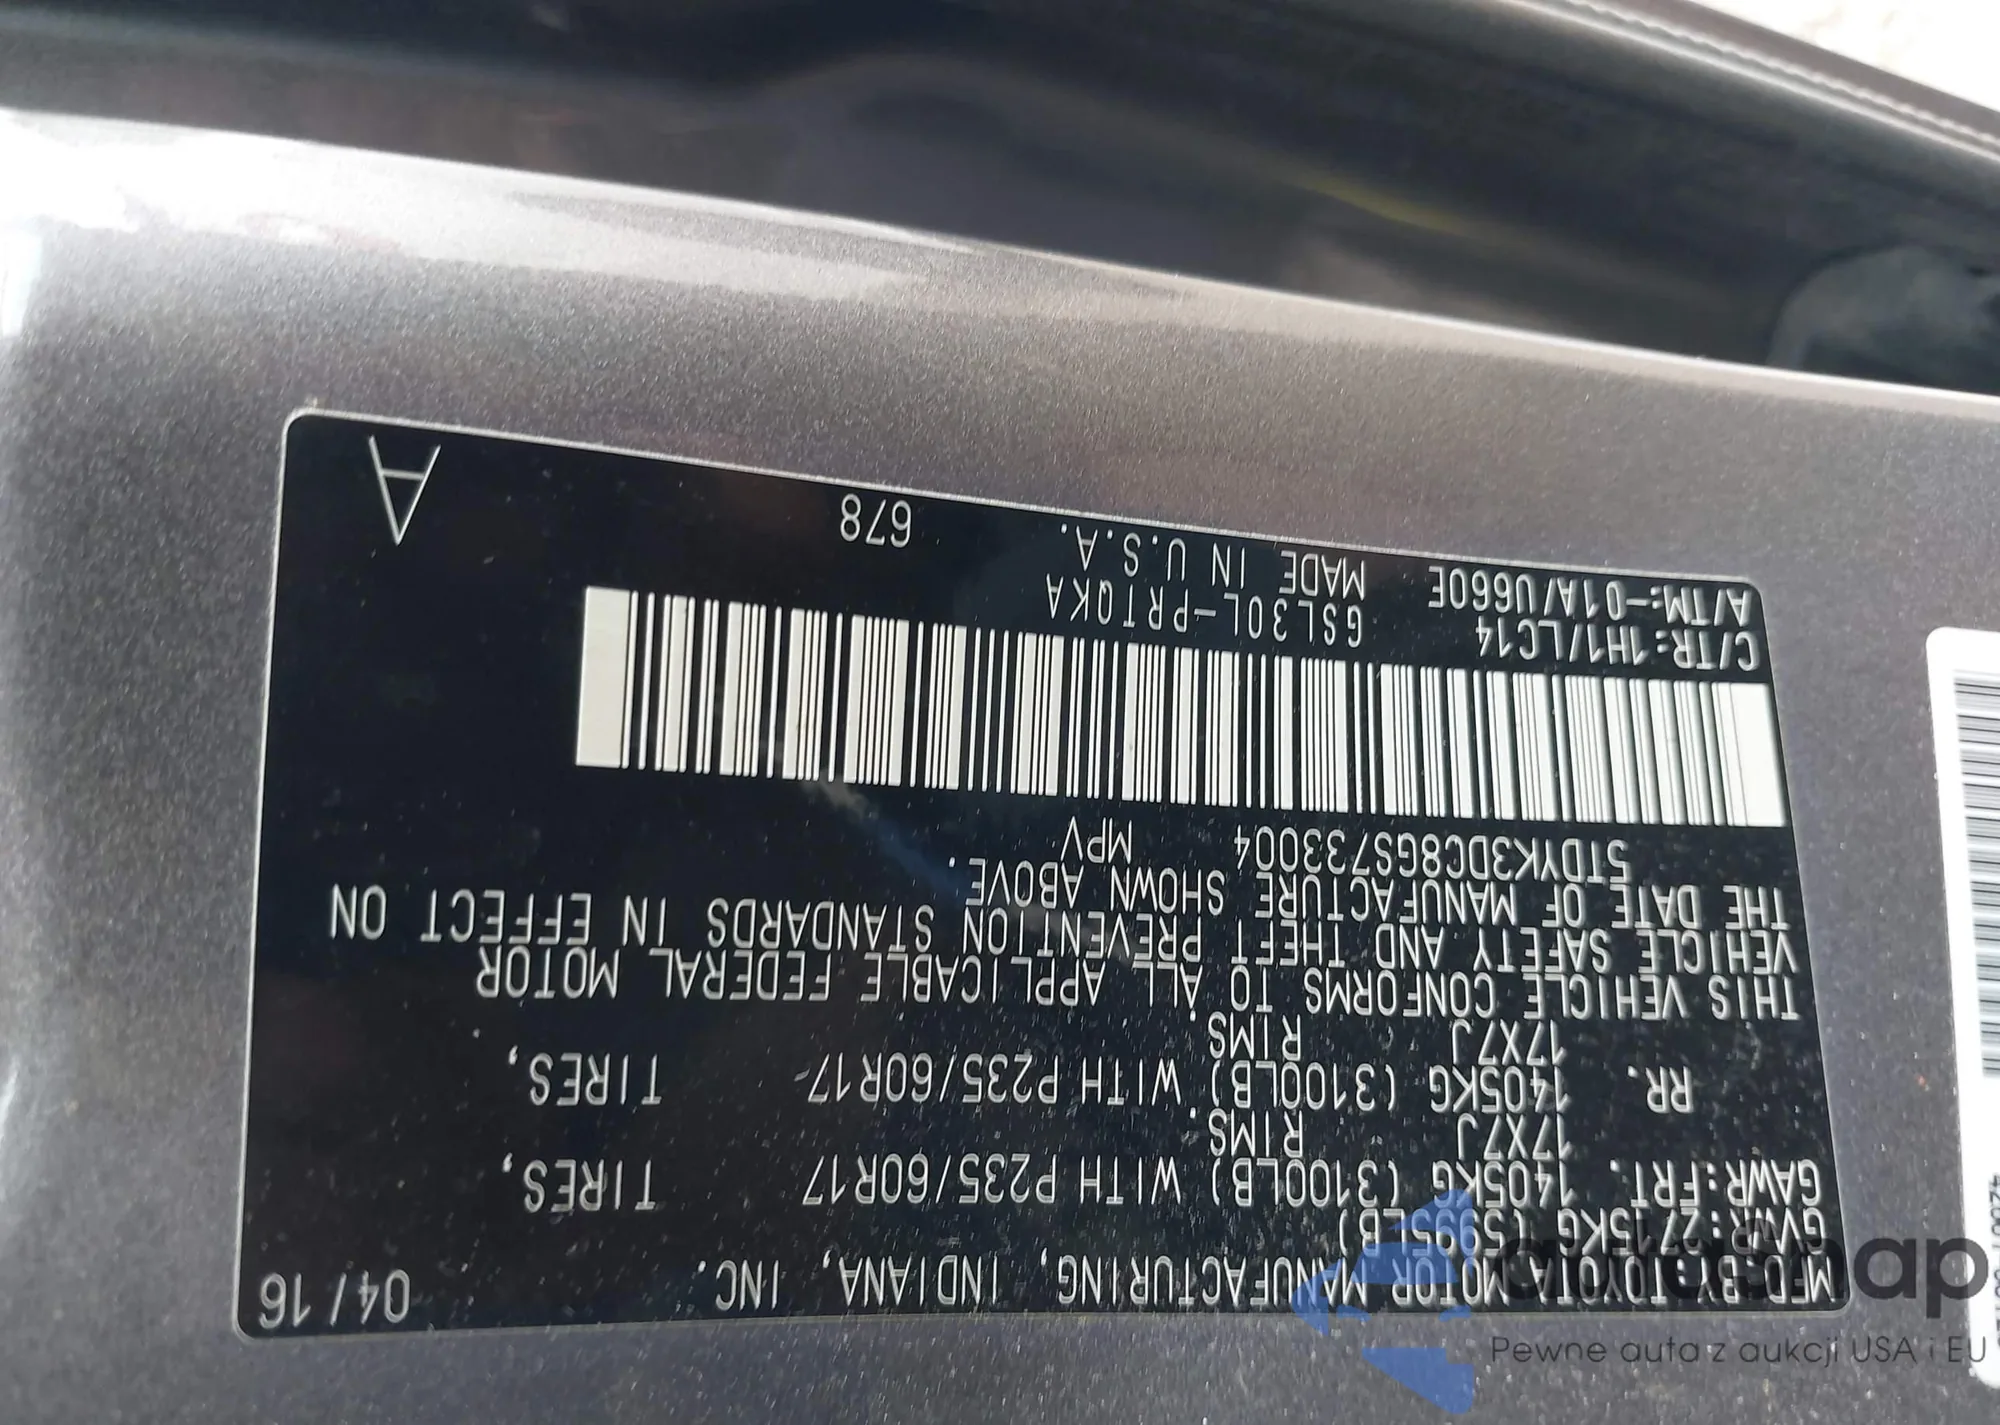 MFD.BY:TOYOTA MOTOR MANUFACTURING, INDIANA, INC. 04/16
GVWR:2715KG(5995LB)
GAWR:FRT. 1405KG (3100LB) WITH P235/60R17 TIRES,
17X7J RIMS
RR. 1405KG (3100LB) WITH P235/60R17 TIRES,
17X7J RIMS.
THIS VEHICLE CONFORMS TO ALL APPLICABLE FEDERAL MOTOR
VEHICLE SAFETY AND THEFT PREVENTION STANDARDS IN EFFECT ON
THE DATE OF MANUFACTURE SHOWN ABOVE.
5TDYK3DC8GS733004 MPV
C/TR:1H1/LC14 GSL30L-PRTQKA
A/TM:-01A/U660E MADE IN U.S.A. 678 A
autosnap
Pewne auta z aukcji USA i EU